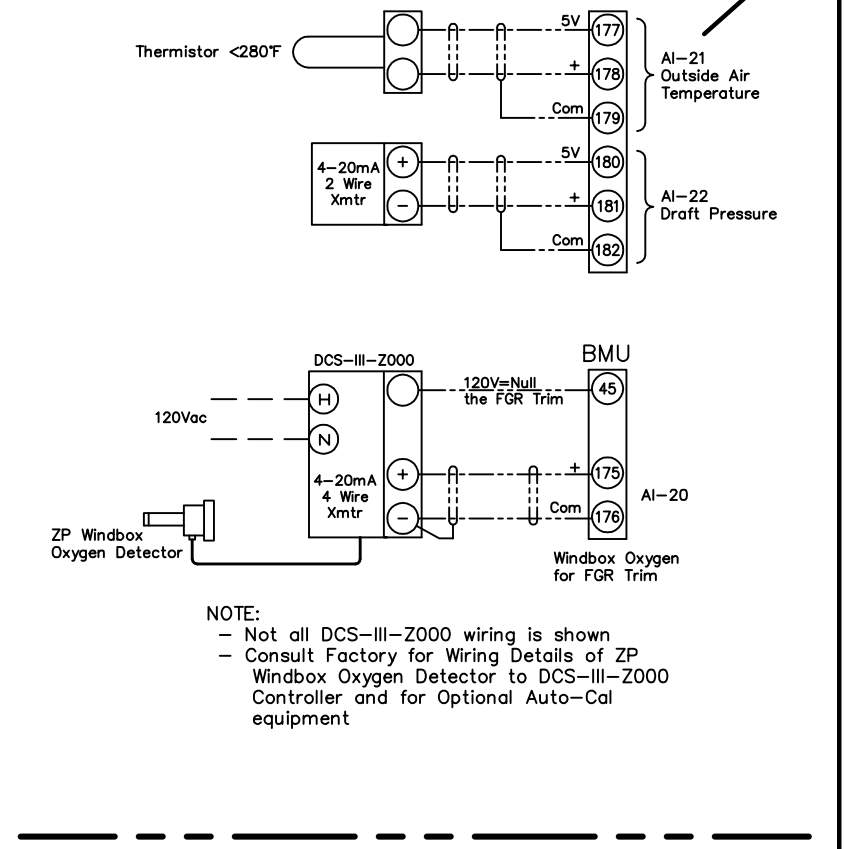 Thermistor <280°F
5V 177
+ 178
Com 179
AI-21
Outside Air
Temperature
4-20mA
2 Wire
Xmtr
+
-
5V 180
+ 181
Com 182
AI-22
Draft Pressure
DCS-III-Z000
BMU
120Vac
H
N
120V=Null
the FGR Trim
45
4-20mA
4 Wire
Xmtr
+
-
+ 175
Com 176
AI-20
ZP Windbox
Oxygen Detector
Windbox Oxygen
for FGR Trim
NOTE:
- Not all DCS-III-Z000 wiring is shown
- Consult Factory for Wiring Details of ZP
Windbox Oxygen Detector to DCS-III-Z000
Controller and for Optional Auto-Cal
equipment